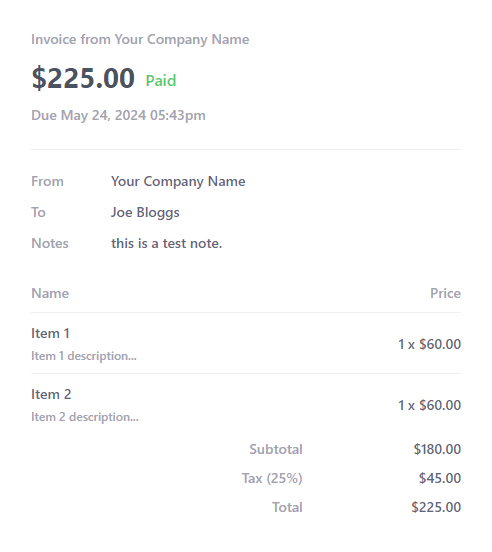 Invoice from Your Company Name
$225.00 Paid
Due May 24, 2024 05:43pm
From Your Company Name
To Joe Bloggs
Notes this is a test note.
Name Price
Item 1
Item 1 description...
1 x $60.00
Item 2
Item 2 description...
1 x $60.00
Subtotal $180.00
Tax (25%) $45.00
Total $225.00